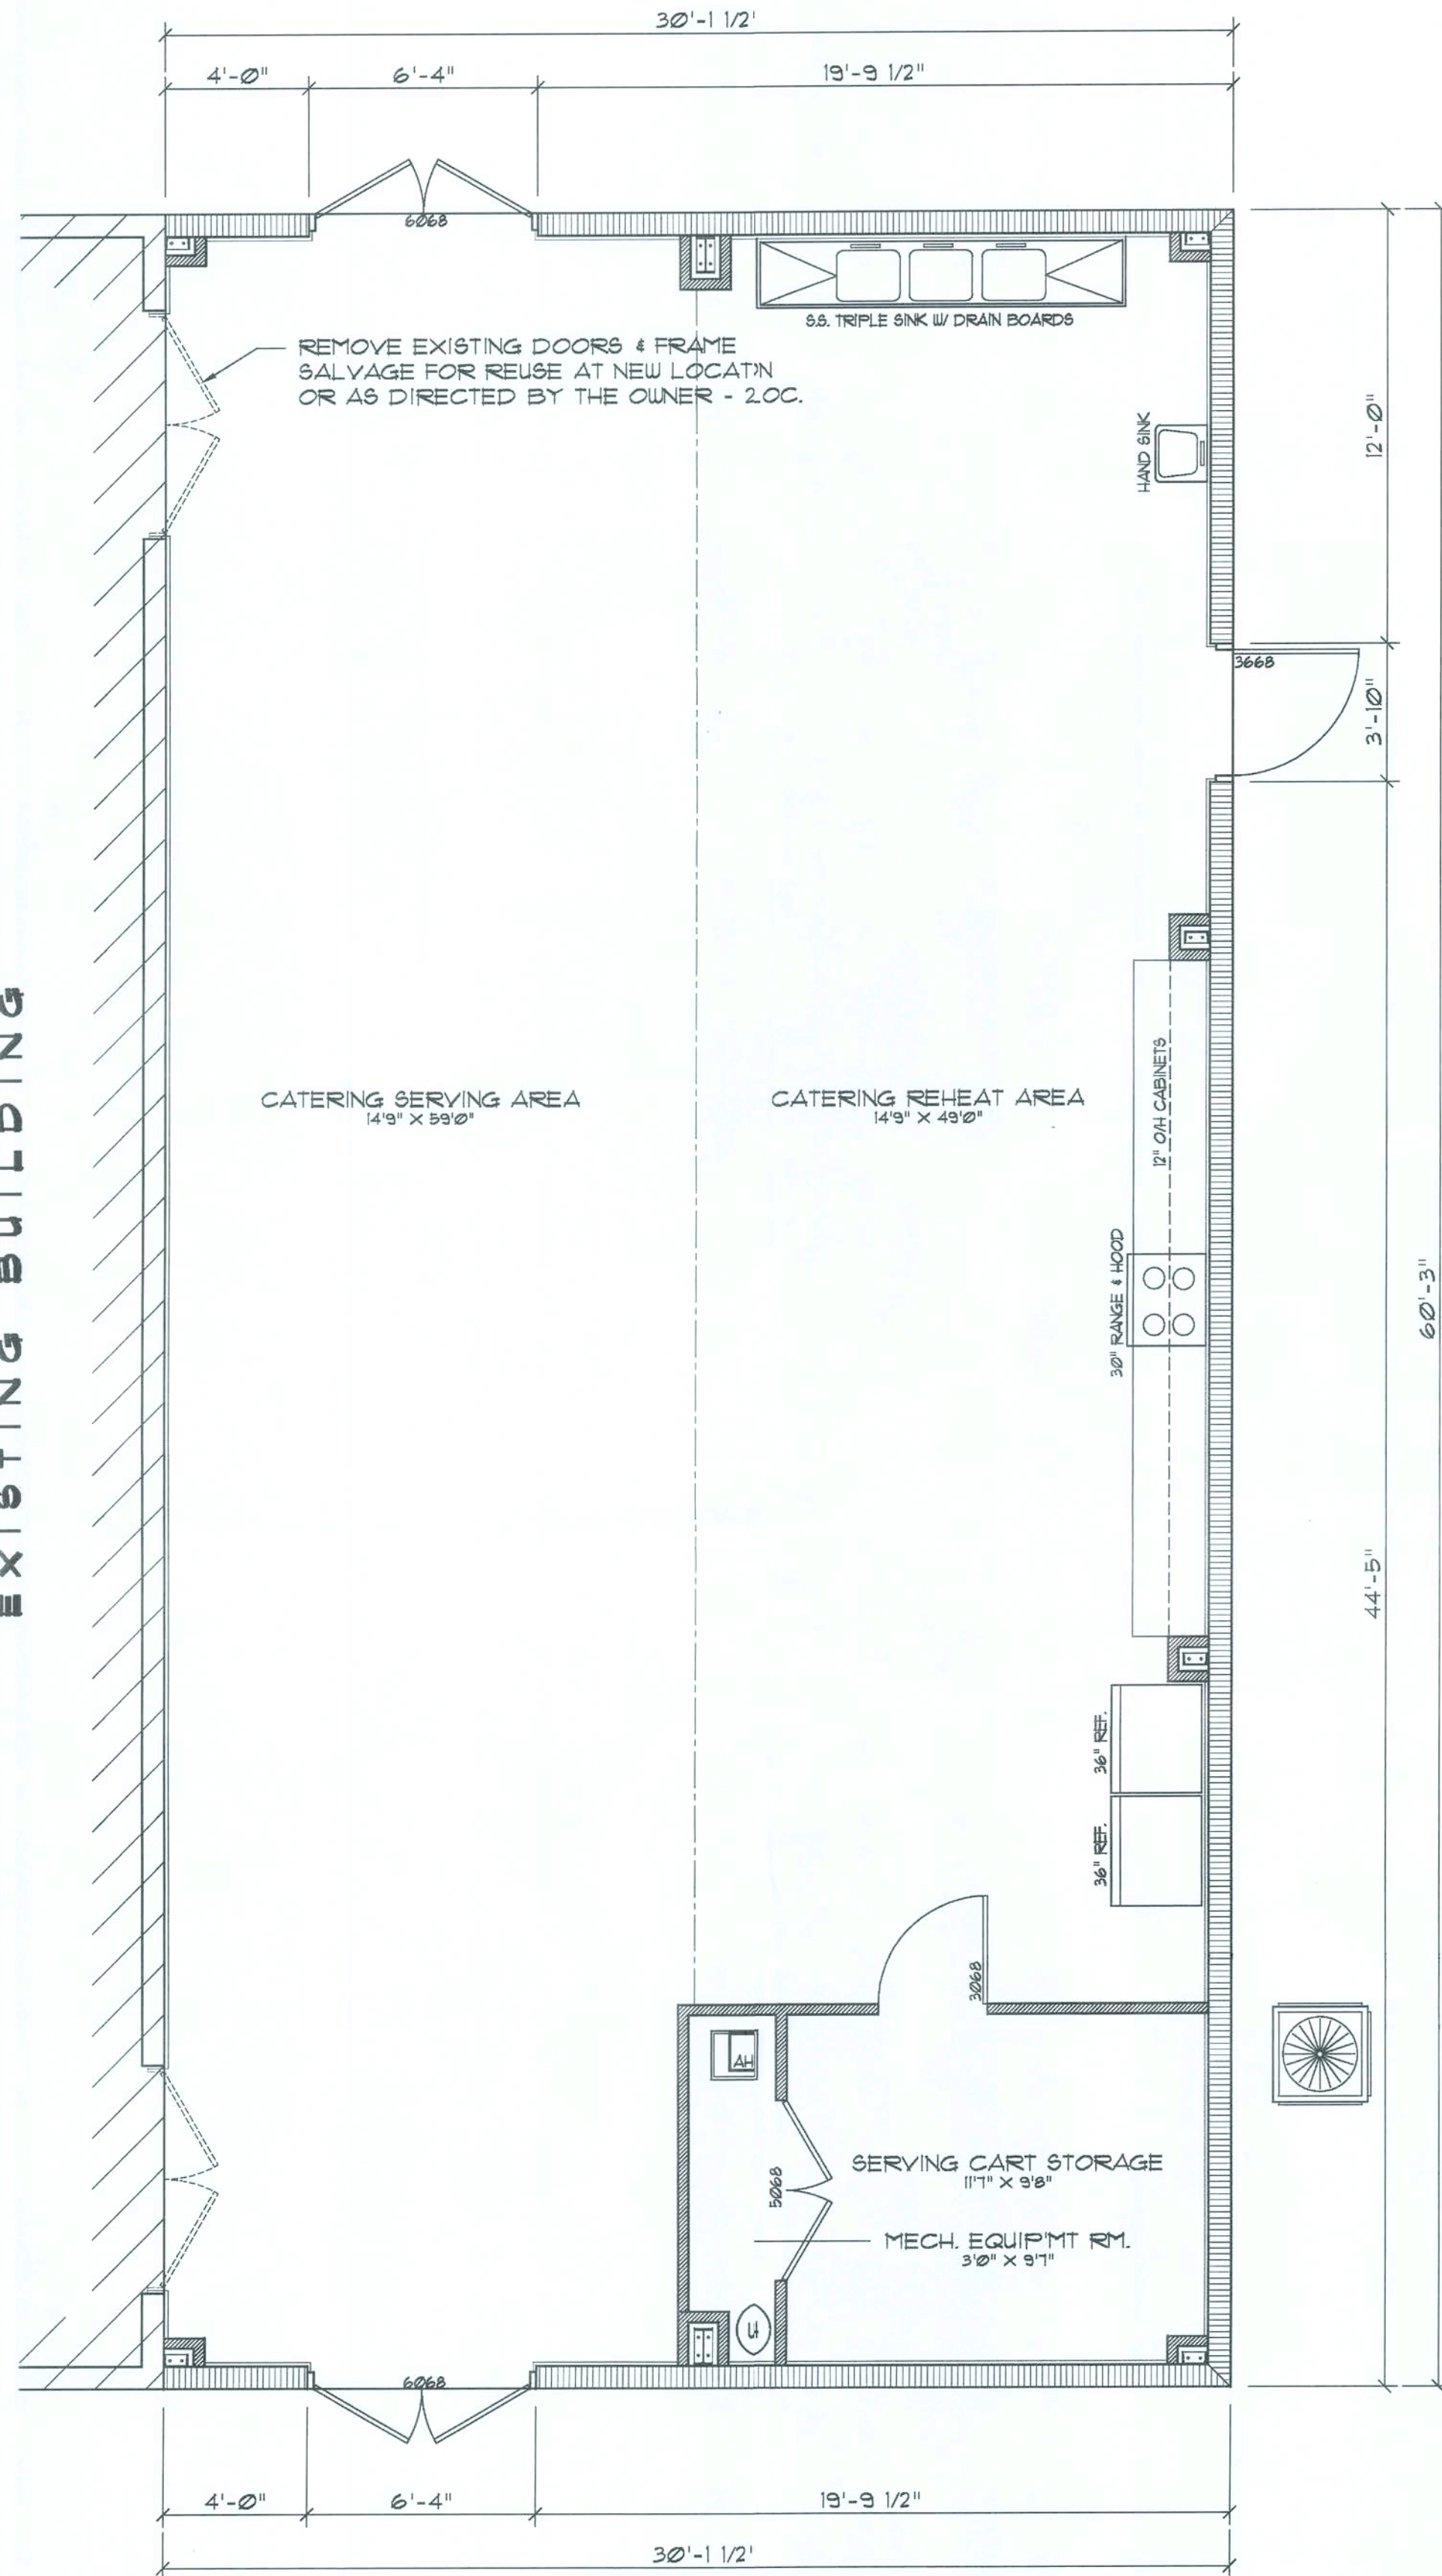 30'-1 1/2'
4'-0"
6'-4"
19'-9 1/2"
6068
S.S. TRIPLE SINK W/ DRAIN BOARDS
REMOVE EXISTING DOORS & FRAME
SALVAGE FOR REUSE AT NEW LOCAT'N
OR AS DIRECTED BY THE OWNER - 2 OC.
HAND SINK
12'-0"
3668
3'-10"
EXISTING BUILDING
CATERING SERVING AREA
14'9" X 59'0"
CATERING REHEAT AREA
14'9" X 49'0"
12" O/H CABINETS
30" RANGE & HOOD
60'-3"
44'-5"
36" REF.
36" REF.
3068
AH
5068
SERVING CART STORAGE
11'7" X 9'8"
MECH. EQUIP'MT RM.
3'0" X 9'7"
6068
4'-0"
6'-4"
19'-9 1/2"
30'-1 1/2'